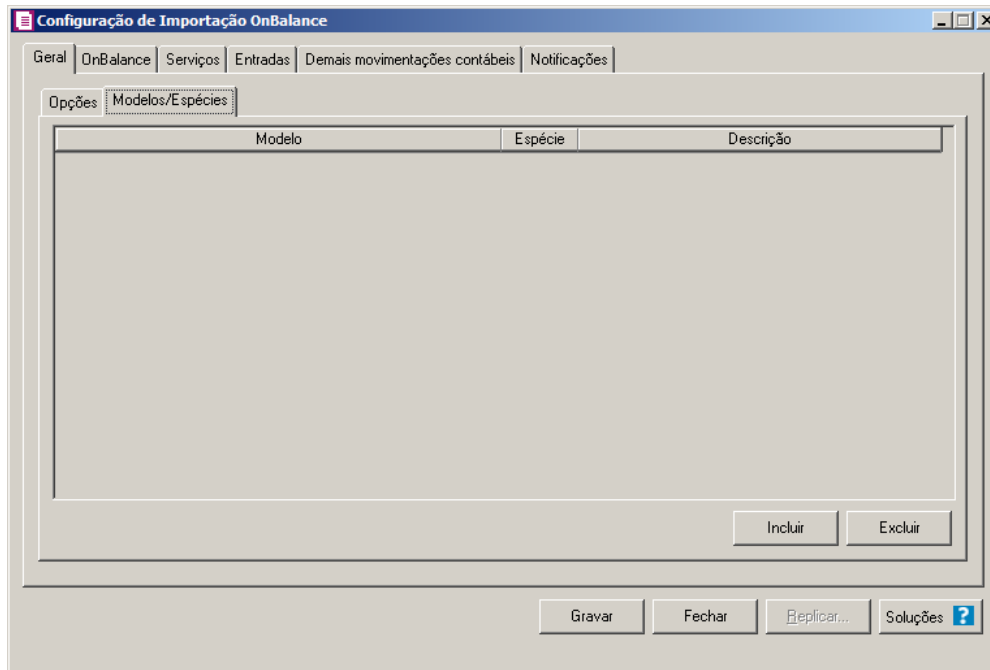 Configuração de Importação OnBalance
Geral OnBalance Serviços Entradas Demais movimentações contábeis Notificações
Opções Modelos/Espécies
Modelo Espécie Descrição
Incluir Excluir
Gravar Fechar Replicar... Soluções ?